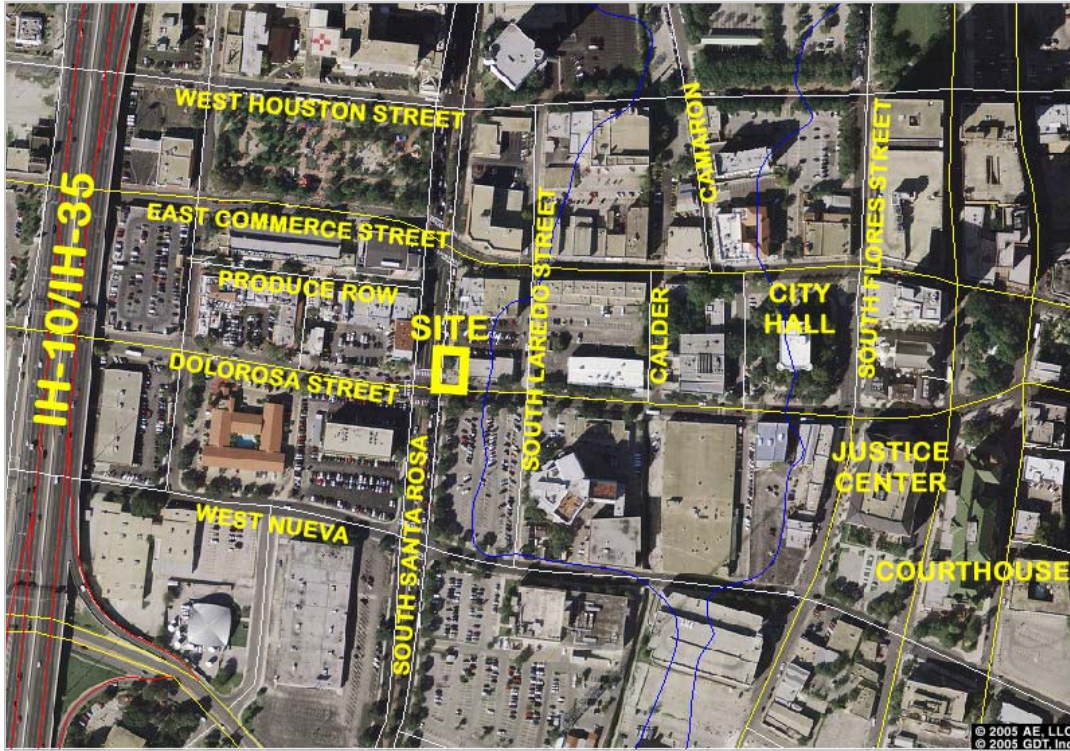 WEST HOUSTON STREET
CAMARON
SOUTH FLORES STREET
IH-10/IH-35
EAST COMMERCE STREET
SOUTH LAREDO STREET
PRODUCE ROW
SITE
CALDER
CITY
HALL
DOLOROSA STREET
SOUTH SANTA ROSA
JUSTICE
CENTER
WEST NUEVA
COURTHOUSE
© 2005 AE, LLC
© 2005 GDT, Inc